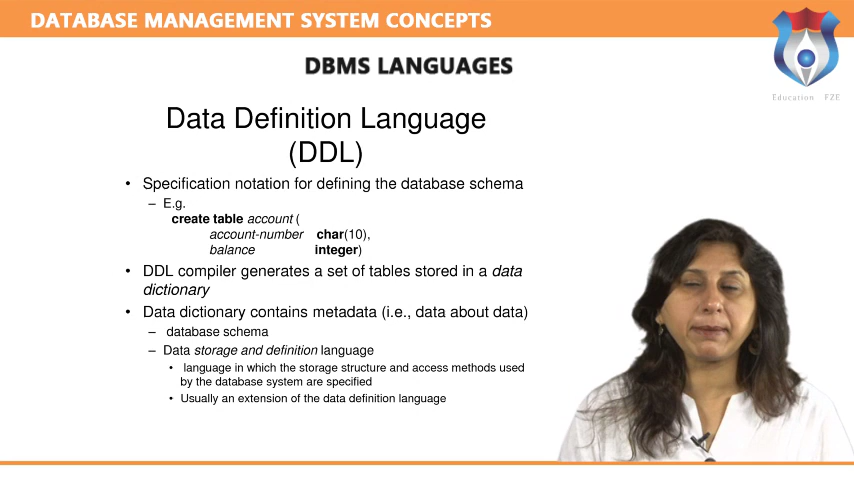 DATABASE MANAGEMENT SYSTEM CONCEPTS
Education FZE
DBMS LANGUAGES
Data Definition Language
(DDL)
• Specification notation for defining the database schema
– E.g.
create table account (
account-number char(10),
balance integer)
• DDL compiler generates a set of tables stored in a data
dictionary
• Data dictionary contains metadata (i.e., data about data)
– database schema
– Data storage and definition language
• language in which the storage structure and access methods used
by the database system are specified
• Usually an extension of the data definition language